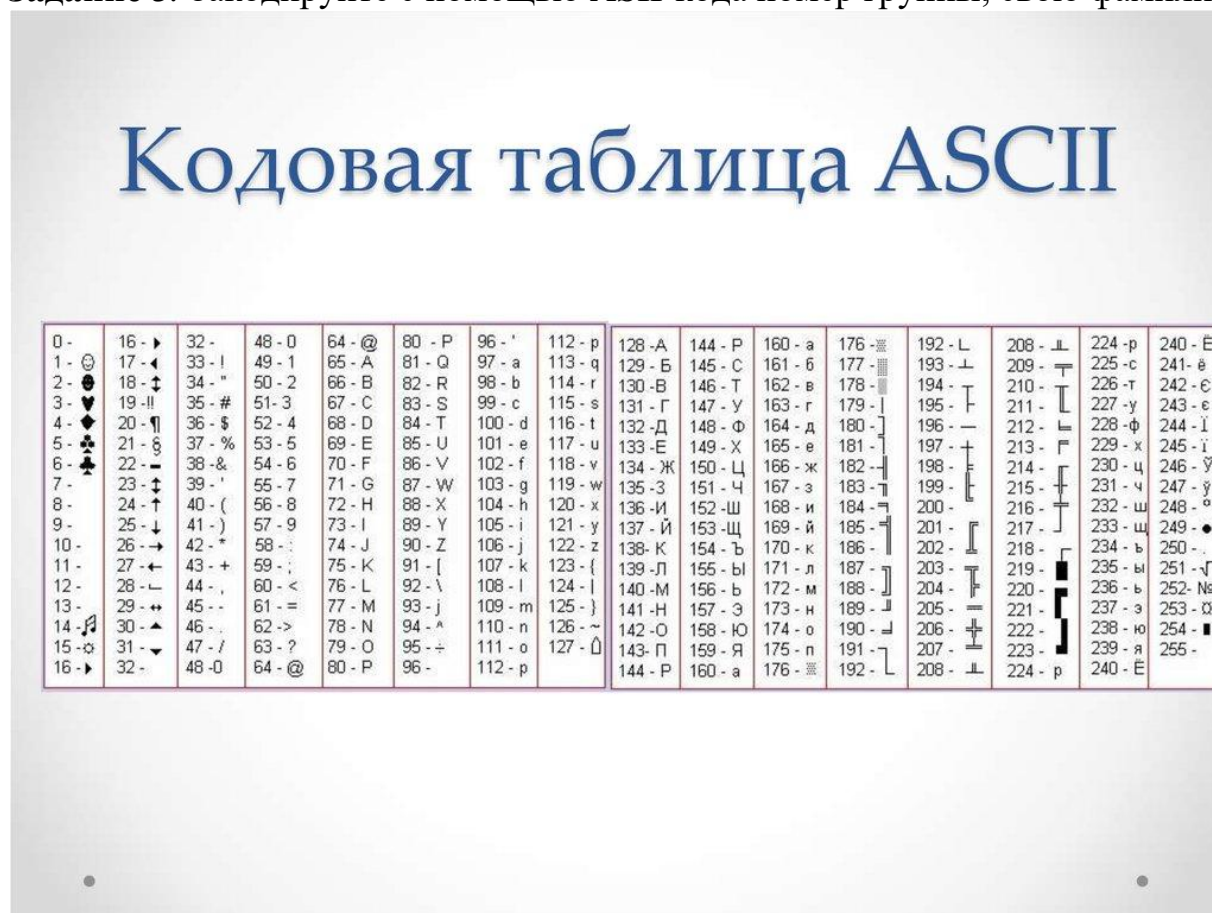 Кодовая таблица ASCII
0 - 16 - ► 32 - 48 - 0 64 - @ 80 - P 96 - ' 112 - p 128 -А 144 - Р 160 - а 176 -▒ 192 - └ 208 - ╨ 224 -р 240 - Ё
1 - ☺ 17 - ◄ 33 - ! 49 - 1 65 - A 81 - Q 97 - a 113 - q 129 - Б 145 - С 161 - б 177 -▒ 193 -┴ 209 - ╤ 225 -с 241- ё
2 - ☻ 18 - ↕ 34 - " 50 - 2 66 - B 82 - R 98 - b 114 - r 130 -В 146 - Т 162 - в 178 -▒ 194 - ┬ 210 - ╥ 226 -т 242 - Є
3 - ♥ 19 -‼ 35 - # 51- 3 67 - C 83 - S 99 - c 115 - s 131 - Г 147 - У 163 - г 179 -│ 195 - ├ 211 - ╙ 227 -у 243 - є
4 - ♦ 20 - ¶ 36 - $ 52 - 4 68 - D 84 - T 100 - d 116 - t 132 -Д 148 - Ф 164 - д 180 -┤ 196 - ─ 212 - ╘ 228 -ф 244 - Ї
5 - ♣ 21 - § 37 - % 53 - 5 69 - E 85 - U 101 - e 117 - u 133 -Е 149 - Х 165 - е 181 -╡ 197 - ┼ 213 - ╒ 229 - х 245 - ї
6 - ♠ 22 - ▬ 38 -& 54 - 6 70 - F 86 - V 102 - f 118 - v 134 - Ж 150 - Ц 166 - ж 182 -╢ 198 - ╞ 214 - ╓ 230 - ц 246 - Ў
7 - 23 - ↨ 39 - ' 55 - 7 71 - G 87 - W 103 - g 119 - w 135 -З 151 - Ч 167 - з 183 -╖ 199 - ╟ 215 - ╫ 231 - ч 247 - ў
8 - 24 - ↑ 40 - ( 56 - 8 72 - H 88 - X 104 - h 120 - x 136 -И 152 -Ш 168 - и 184 -╕ 200 - 216 - ╪ 232 - ш 248 - °
9 - 25 - ↓ 41 - ) 57 - 9 73 - I 89 - Y 105 - i 121 - y 137 - Й 153 -Щ 169 - й 185 -╣ 201 - ╔ 217 - ┘ 233 - щ 249 - ●
10 - 26 - → 42 - * 58 - : 74 - J 90 - Z 106 - j 122 - z 138- К 154 - Ъ 170 - к 186 - ║ 202 - ╩ 218 - ┌ 234 - ъ 250 - .
11 - 27 - ← 43 - + 59 - ; 75 - K 91 - [ 107 - k 123 - { 139 -Л 155 - Ы 171 - л 187 - ╗ 203 - ╦ 219 - █ 235 - ы 251 -√
12 - 28 - ∟ 44 - , 60 - < 76 - L 92 - \ 108 - l 124 - | 140 -М 156 - Ь 172 - м 188 - ╝ 204 - ╠ 220 - 236 - ь 252- №
13 - 29 - ↔ 45 - - 61 - = 77 - M 93 - j 109 - m 125 - } 141 -Н 157 - Э 173 - н 189 - ╜ 205 - ═ 221 - 237 - э 253 - ¤
14 -♫ 30 - ▲ 46 - . 62 -> 78 - N 94 - ^ 110 - n 126 - ~ 142 -О 158 - Ю 174 - о 190 - ╛ 206 - ╬ 222 - 238 - ю 254 - ■
15 -☼ 31 - ▼ 47 - / 63 - ? 79 - O 95 - ÷ 111 - o 127 - ⌂ 143- П 159 - Я 175 - п 191 -┐ 207 - ╧ 223 - 239 - я 255 -
16 - ► 32 - 48 -0 64 - @ 80 - P 96 - 112 - p 144 - Р 160 - а 176 - ▒ 192 - └ 208 - ╨ 224 - р 240 - Ё